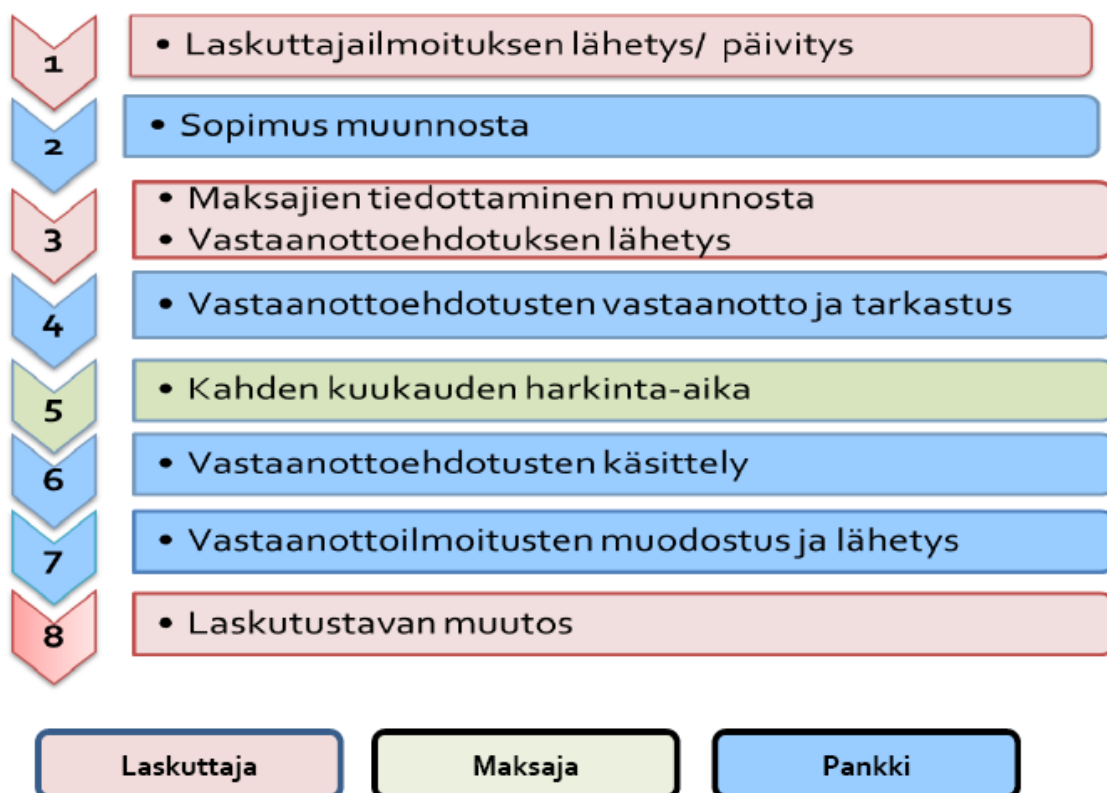 1
• Laskuttajailmoituksen lähetys/ päivitys
2
• Sopimus muunnosta
3
• Maksajien tiedottaminen muunnosta
• Vastaanottoehdotuksen lähetys
4
• Vastaanottoehdotusten vastaanotto ja tarkastus
5
• Kahden kuukauden harkinta-aika
6
• Vastaanottoehdotusten käsittely
7
• Vastaanottoilmoitusten muodostus ja lähetys
8
• Laskutustavan muutos
Laskuttaja
Maksaja
Pankki